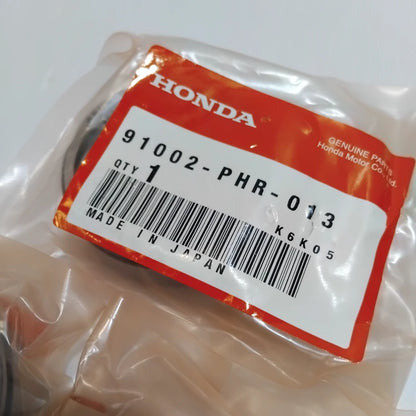 HONDA
GENUINE PARTS
Honda Motor Co., Ltd.
91002-PHR-013
QTY 1
K6K05
MADE IN JAPAN